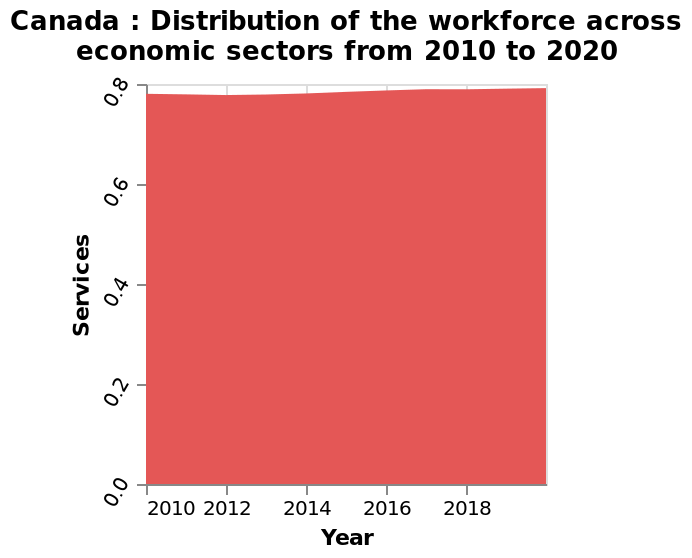 Canada : Distribution of the workforce across
economic sectors from 2010 to 2020
0.8
0.6
0.4
0.2
0.0
Services
2010 2012 2014 2016 2018
Year